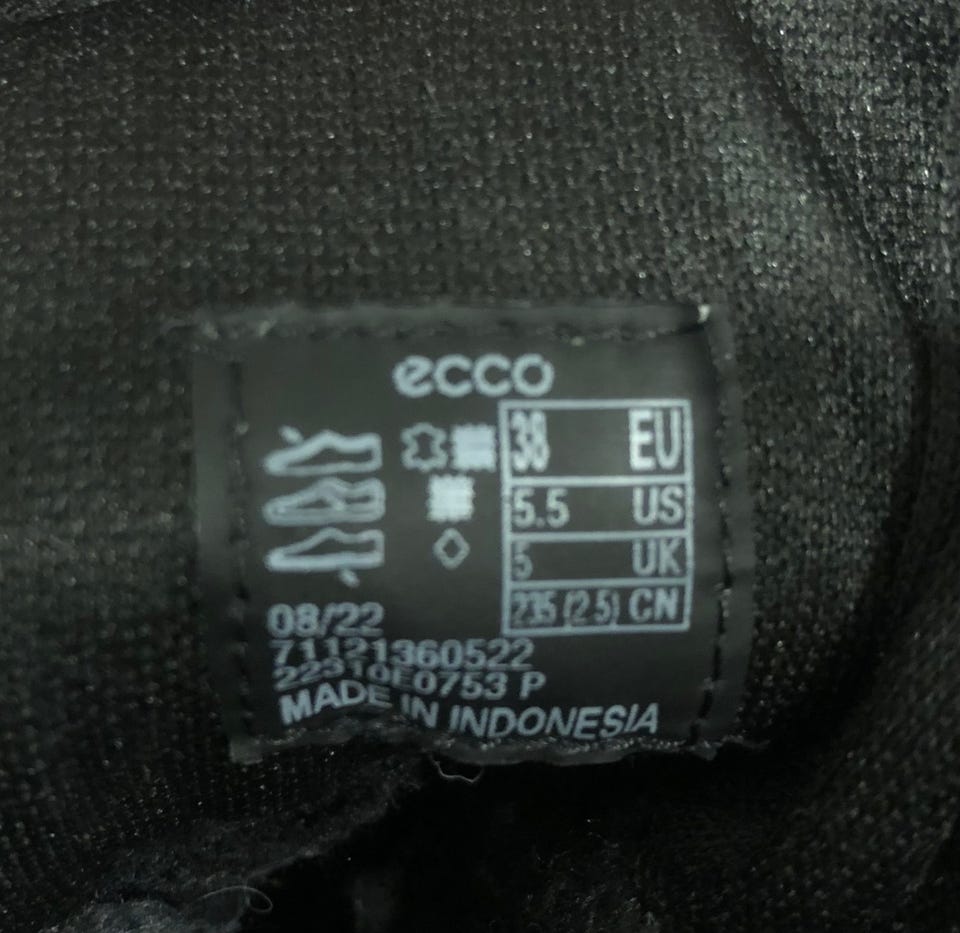 ecco
38 EU
5.5 US
5 UK
235 (2.5) CN
08/22
71121360522
22310E0753 P
MADE IN INDONESIA